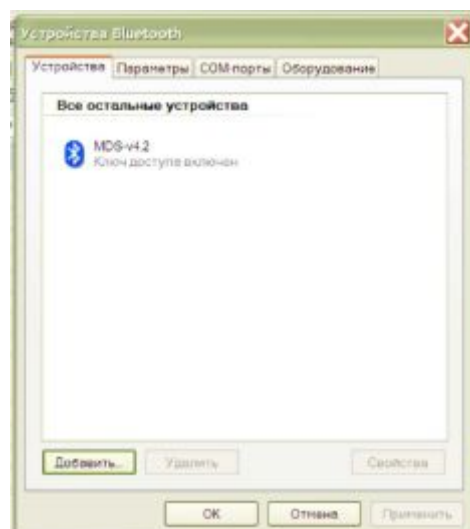 Устройства Bluetooth
Устройства Параметры COM-порты Оборудование
Все остальные устройства
MDS-v4.2
Ключ доступа включен
Добавить... Удалить Свойства
OK Отмена Применить